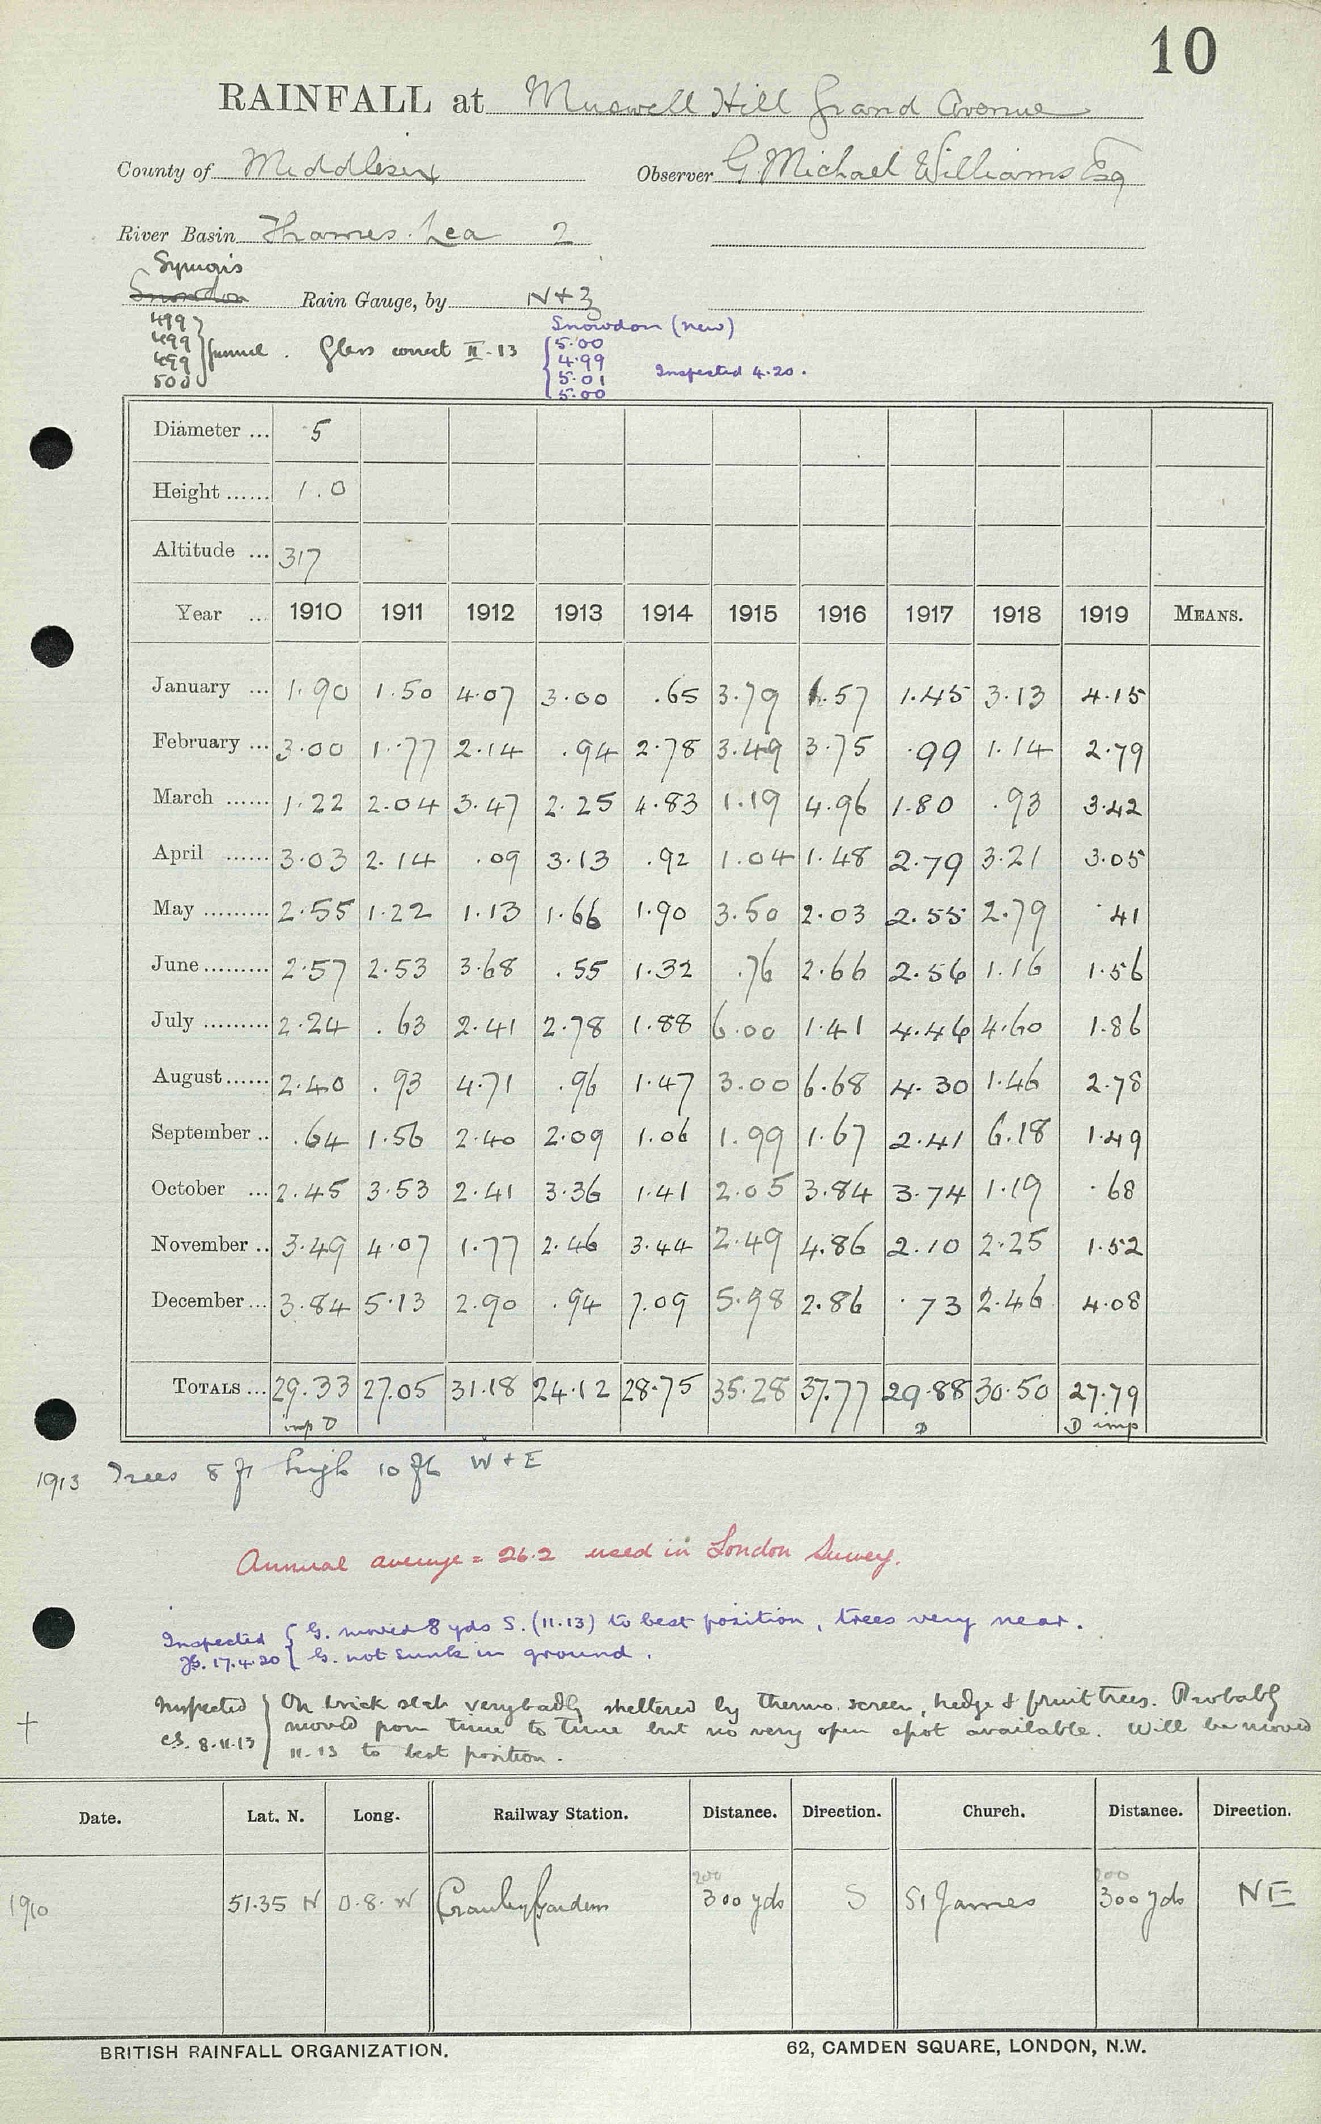 10
RAINFALL at Muswell Hill Grand Avenue
County of Middlesex Observer G. Michael Williams Esq
River Basin Thames. Lea 2
Symons
Snowdon Rain Gauge, by N+Z
499
499
499
500 } funnel. Glass correct II-13
Snowdon (new)
5.00
4.99
5.01
5.00
Inspected 4.20.
Diameter ... 5
Height ...... 1.0
Altitude ... 317
Year ... 1910 1911 1912 1913 1914 1915 1916 1917 1918 1919 MEANS.
January ... 1.90 1.50 4.07 3.00 .65 3.79 1.57 1.45 3.13 4.15
February ... 3.00 1.77 2.14 .94 2.78 3.49 3.75 .99 1.14 2.79
March ...... 1.22 2.04 3.47 2.25 4.83 1.19 4.96 1.80 .93 3.42
April ...... 3.03 2.14 .09 3.13 .92 1.04 1.48 2.79 3.21 3.05
May ......... 2.55 1.22 1.13 1.66 1.90 3.50 2.03 2.55 2.79 .41
June ......... 2.57 2.53 3.68 .55 1.32 .76 2.66 2.56 1.16 1.56
July ......... 2.24 .63 2.41 2.78 1.88 6.00 1.41 4.46 4.60 1.86
August ...... 2.40 .93 4.71 .96 1.47 3.00 6.68 4.30 1.46 2.78
September .. .64 1.56 2.40 2.09 1.06 1.99 1.67 2.41 6.18 1.49
October ... 2.45 3.53 2.41 3.36 1.41 2.05 3.84 3.74 1.19 .68
November .. 3.49 4.07 1.77 2.46 3.44 2.49 4.86 2.10 2.25 1.52
December ... 3.84 5.13 2.90 .94 7.09 5.98 2.86 .73 2.46 4.08
TOTALS ... 29.33 27.05 31.18 24.12 28.75 35.28 37.77 29.88 30.50 27.79
imp D D D imp
1913 Trees 8 ft high 10 ft W + E
Annual average = 26.2 used in London Survey.
Inspected { G. moved 8 yds S. (11.13) to best position, trees very near.
17.4.20 { G. not sunk in ground.
Inspected } On brick slab very badly sheltered by thermo. screen, hedge & fruit trees. Probably
+ CS. 8.11.13 moved from time to time but no very open spot available. Will be moved
11.13 to best position.
Date. Lat. N. Long. Railway Station. Distance. Direction. Church. Distance. Direction.
200 200
1910 51.35 N 0.8. W Cranley Gardens 300 yds S St James 300 yds NE
BRITISH RAINFALL ORGANIZATION. 62, CAMDEN SQUARE, LONDON, N.W.